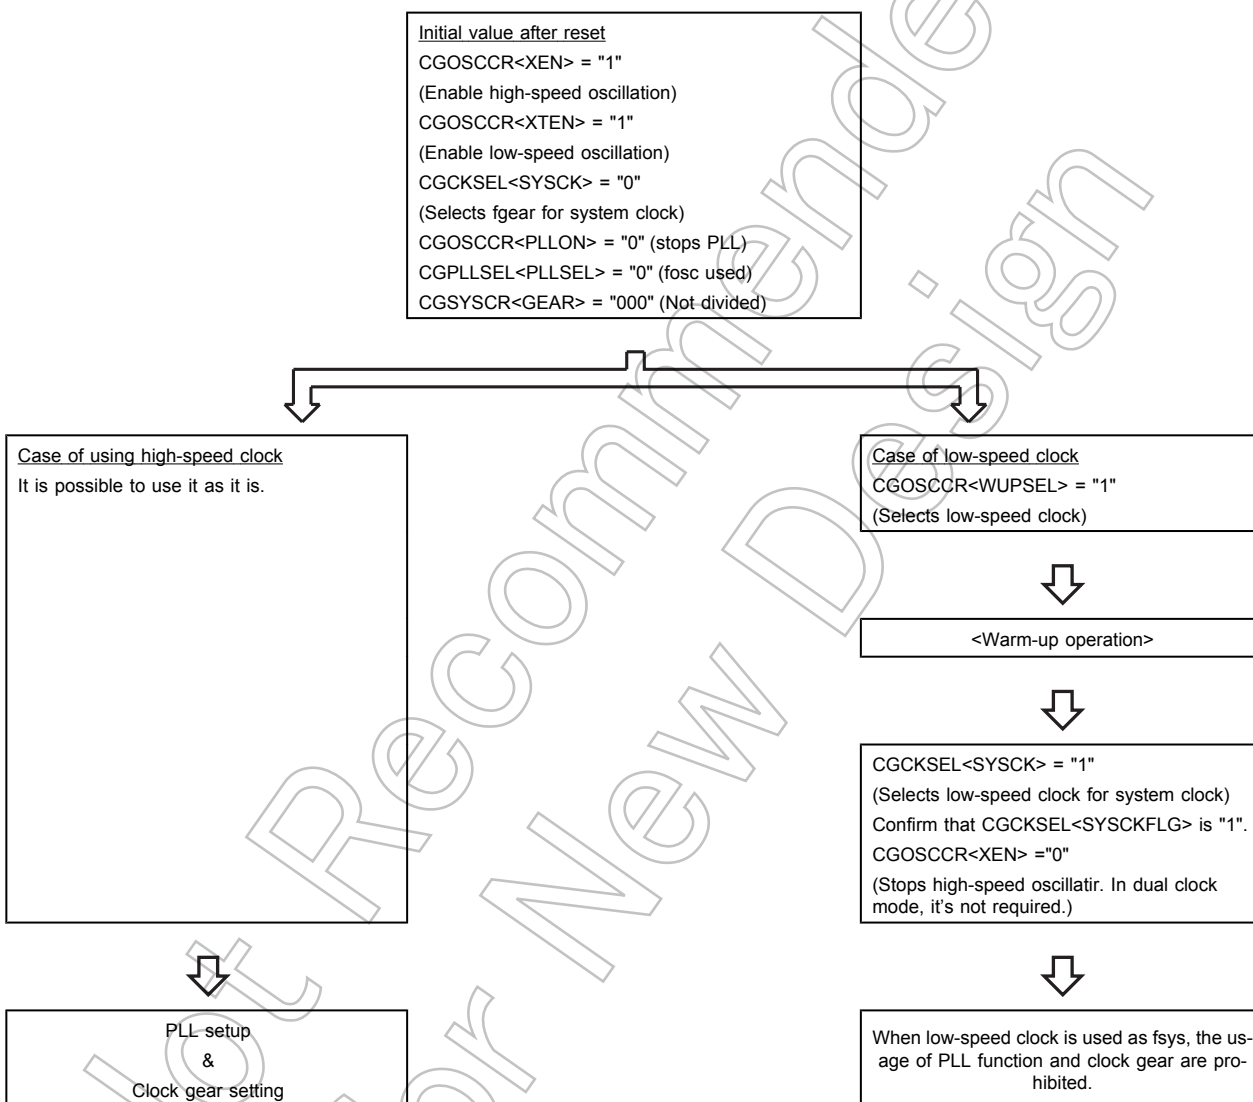 Initial value after reset
CGOSCCR<XEN> = "1"
(Enable high-speed oscillation)
CGOSCCR<XTEN> = "1"
(Enable low-speed oscillation)
CGCKSEL<SYSCK> = "0"
(Selects fgear for system clock)
CGOSCCR<PLLON> = "0" (stops PLL)
CGPLLSEL<PLLSEL> = "0" (fosc used)
CGSYSCR<GEAR> = "000" (Not divided)
Case of using high-speed clock
It is possible to use it as it is.
PLL setup
&
Clock gear setting
Case of low-speed clock
CGOSCCR<WUPSEL> = "1"
(Selects low-speed clock)
<Warm-up operation>
CGCKSEL<SYSCK> = "1"
(Selects low-speed clock for system clock)
Confirm that CGCKSEL<SYSCKFLG> is "1".
CGOSCCR<XEN> ="0"
(Stops high-speed oscillatir. In dual clock
mode, it's not required.)
When low-speed clock is used as fsys, the us-
age of PLL function and clock gear are pro-
hibited.
Not Recommende
or New Design